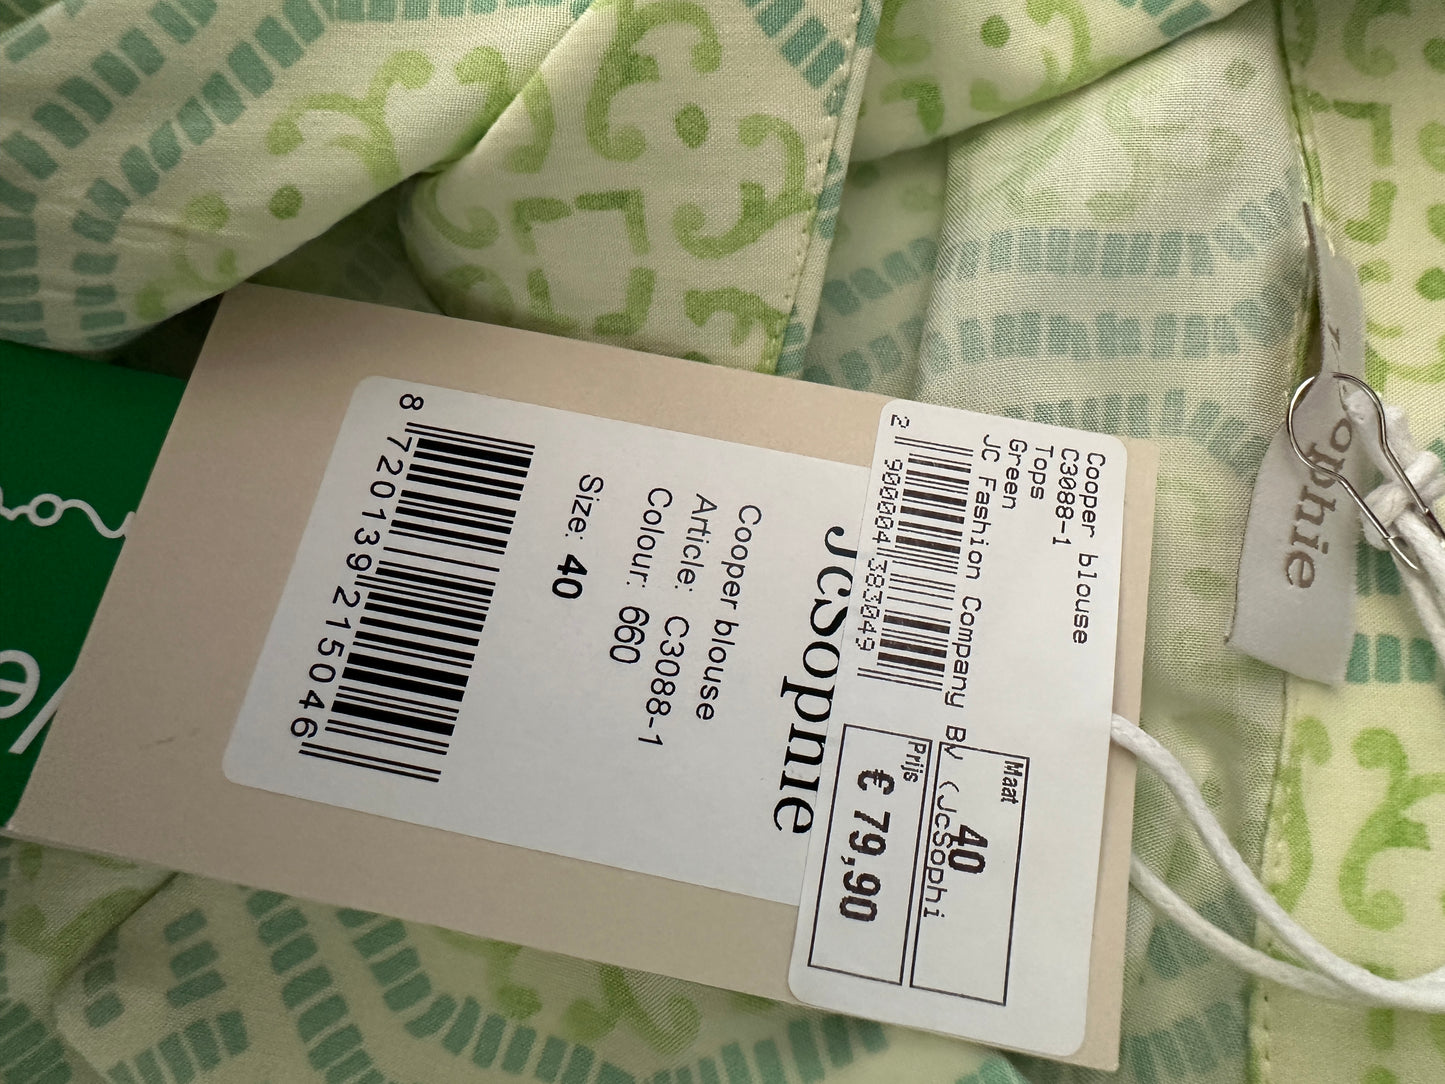 Cooper blouse
C3088-1
Tops
Green
JC Fashion Company BV (JcSophi
2 900004 383049
Maat
40
Prijs
€ 79,90
Jcsophie
Cooper blouse
Article: C3088-1
Colour: 660
Size: 40
8 720139 215046
ophie